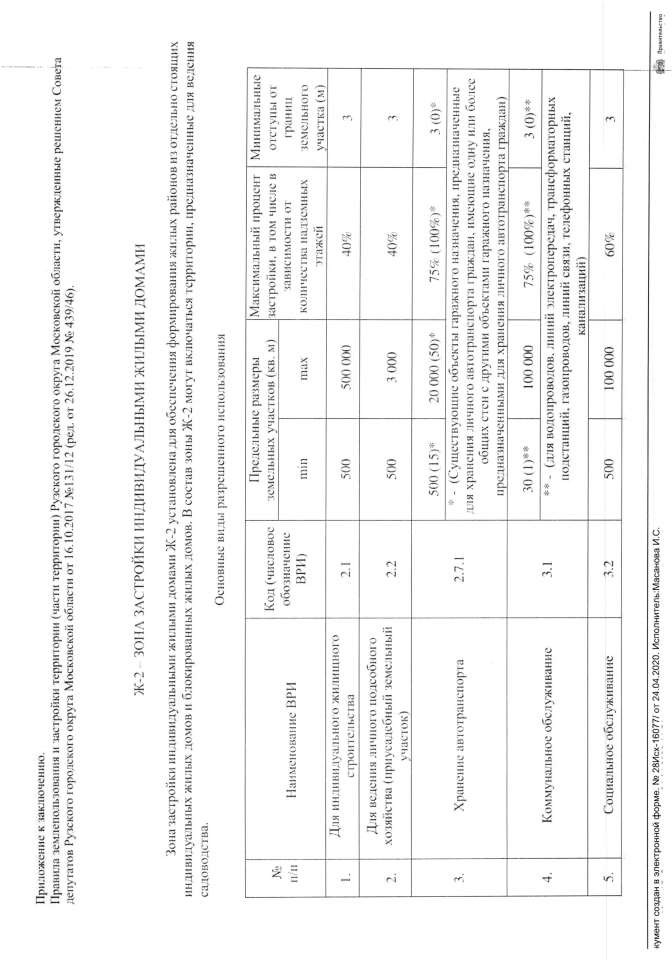 Приложение к заключению.
Правила землепользования и застройки территории (части территории) Рузского городского округа Московской области, утвержденные решением Совета
депутатов Рузского городского округа Московской области от 16.10.2017 №131/12 (ред. от 26.12.2019 № 439/46).
Ж-2 – ЗОНА ЗАСТРОЙКИ ИНДИВИДУАЛЬНЫМИ ЖИЛЫМИ ДОМАМИ
Зона застройки индивидуальными жилыми домами Ж-2 установлена для обеспечения формирования жилых районов из отдельно стоящих
индивидуальных жилых домов и блокированных жилых домов. В состав зоны Ж-2 могут включаться территории, предназначенные для ведения
садоводства.
Основные виды разрешенного использования
№ п/п
Наименование ВРИ
Код (числовое
обозначение
ВРИ)
Предельные размеры
земельных участков (кв. м)
min
max
Максимальный процент
застройки, в том числе в
зависимости от
количества надземных
этажей
Минимальные
отступы от
границ
земельного
участка (м)
1.
Для индивидуального жилищного
строительства
2.1
500
500 000
40%
3
2.
Для ведения личного подсобного
хозяйства (приусадебный земельный
участок)
2.2
500
3 000
40%
3
3.
Хранение автотранспорта
2.7.1
500 (15)*
20 000 (50)*
75% (100%)*
3 (0)*
* - (Существующие объекты гаражного назначения, предназначенные
для хранения личного автотранспорта граждан, имеющие одну или более
общих стен с другими объектами гаражного назначения,
предназначенными для хранения личного автотранспорта граждан)
4.
Коммунальное обслуживание
3.1
30 (1)**
100 000
75% (100%)**
3 (0)**
** - (для водопроводов, линий электропередач, трансформаторных
подстанций, газопроводов, линий связи, телефонных станций,
канализаций)
5.
Социальное обслуживание
3.2
500
100 000
60%
3
кумент создан в электронной форме. № 28Исх-16077/ от 24.04.2020. Исполнитель:Масанова И.С.
Правительство